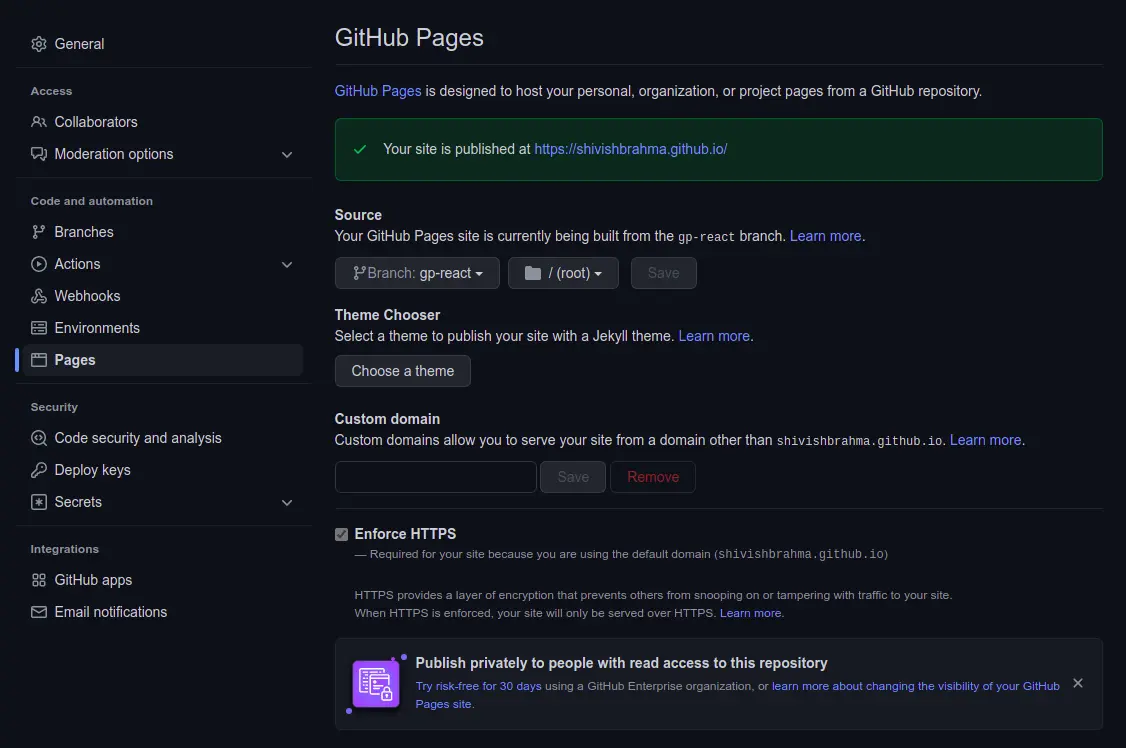 General
Access
Collaborators
Moderation options
Code and automation
Branches
Actions
Webhooks
Environments
Pages
Security
Code security and analysis
Deploy keys
Secrets
Integrations
GitHub apps
Email notifications
GitHub Pages
GitHub Pages is designed to host your personal, organization, or project pages from a GitHub repository.
Your site is published at https://shivishbrahma.github.io/
Source
Your GitHub Pages site is currently being built from the gp-react branch. Learn more.
Branch: gp-react / (root) Save
Theme Chooser
Select a theme to publish your site with a Jekyll theme. Learn more.
Choose a theme
Custom domain
Custom domains allow you to serve your site from a domain other than shivishbrahma.github.io. Learn more.
Save Remove
Enforce HTTPS
— Required for your site because you are using the default domain (shivishbrahma.github.io)
HTTPS provides a layer of encryption that prevents others from snooping on or tampering with traffic to your site.
When HTTPS is enforced, your site will only be served over HTTPS. Learn more.
Publish privately to people with read access to this repository
Try risk-free for 30 days using a GitHub Enterprise organization, or learn more about changing the visibility of your GitHub
Pages site.